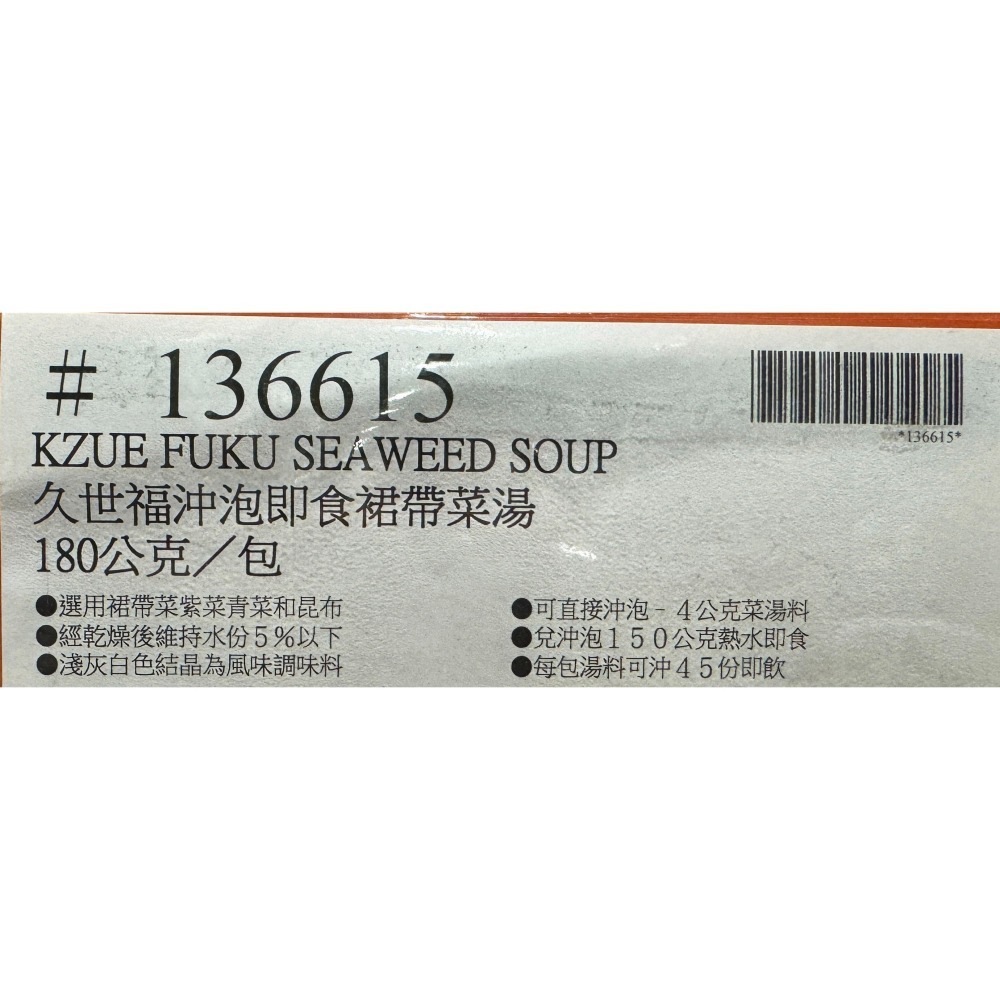 # 136615
*136615*
KZUE FUKU SEAWEED SOUP
久世福沖泡即食裙帶菜湯
180公克／包
●選用裙帶菜紫菜青菜和昆布
●經乾燥後維持水份５%以下
●淺灰白色結晶為風味調味料
●可直接沖泡－４公克菜湯料
●兌沖泡１５０公克熱水即食
●每包湯料可沖４５份即飲